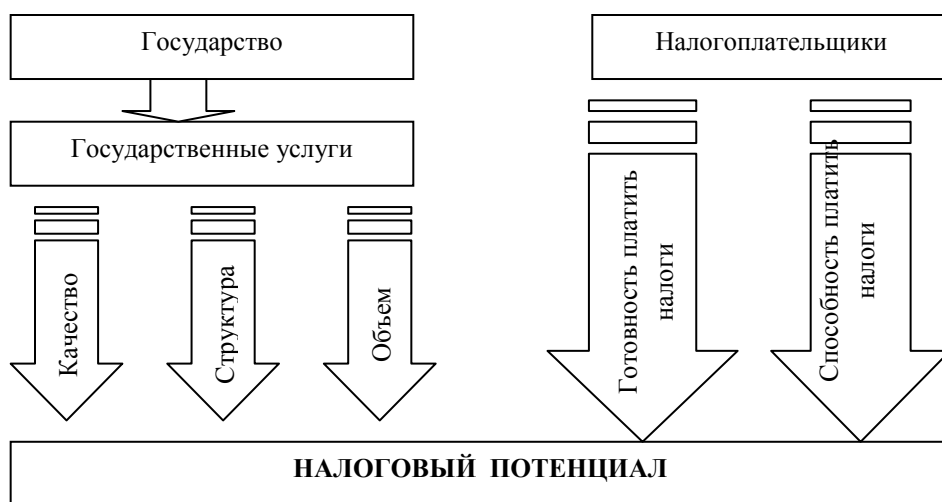 Государство
Налогоплательщики
Государственные услуги
Качество
Структура
Объем
Готовность платить
налоги
Способность платить
налоги
НАЛОГОВЫЙ ПОТЕНЦИАЛ